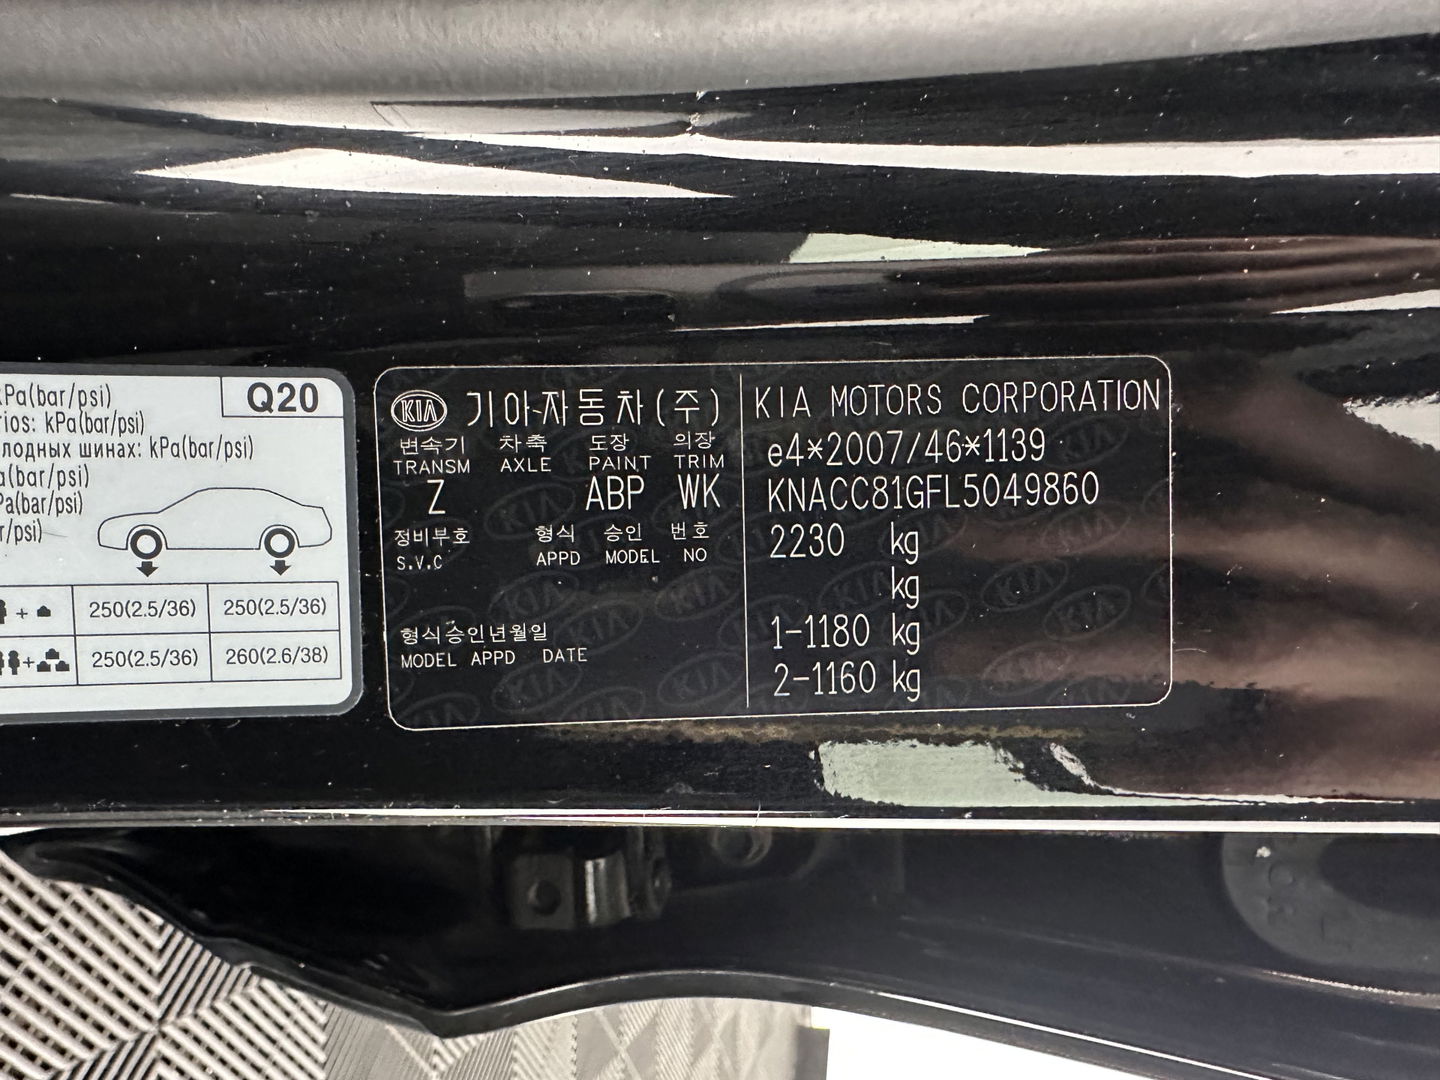 kPa(bar/psi)
Q20
rios: kPa(bar/psi)
лодных шинах: kPa(bar/psi)
a(bar/psi)
Pa(bar/psi)
r/psi)
+ 250(2.5/36) 250(2.5/36)
+ 250(2.5/36) 260(2.6/38)
KIA 기아자동차(주)
변속기 차축 도장 의장
TRANSM AXLE PAINT TRIM
Z ABP WK
정비부호 형식 승인 번호
S.V.C APPD MODEL NO
형식승인년월일
MODEL APPD DATE
KIA MOTORS CORPORATION
e4*2007/46*1139
KNACC81GFL5049860
2230 kg
kg
1-1180 kg
2-1160 kg